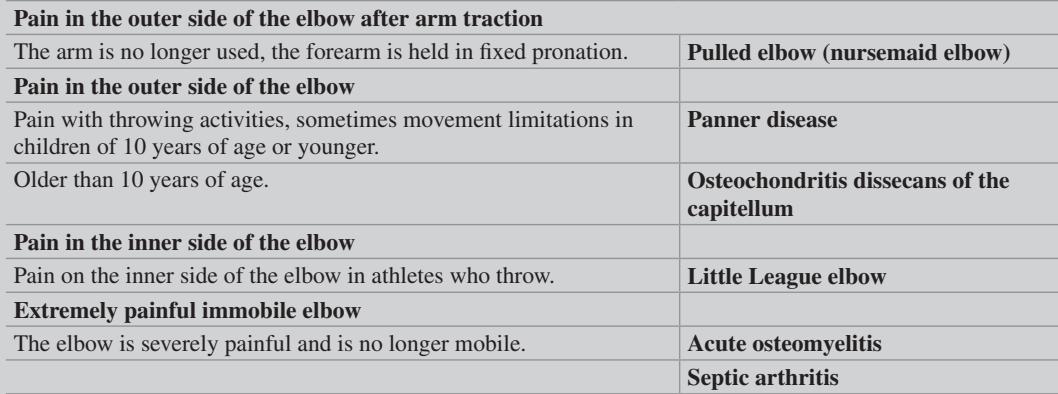 Pain in the outer side of the elbow after arm traction
The arm is no longer used, the forearm is held in fixed pronation.
Pulled elbow (nursemaid elbow)
Pain in the outer side of the elbow
Pain with throwing activities, sometimes movement limitations in
children of 10 years of age or younger.
Panner disease
Older than 10 years of age.
Osteochondritis dissecans of the
capitellum
Pain in the inner side of the elbow
Pain on the inner side of the elbow in athletes who throw.
Little League elbow
Extremely painful immobile elbow
The elbow is severely painful and is no longer mobile.
Acute osteomyelitis
Septic arthritis